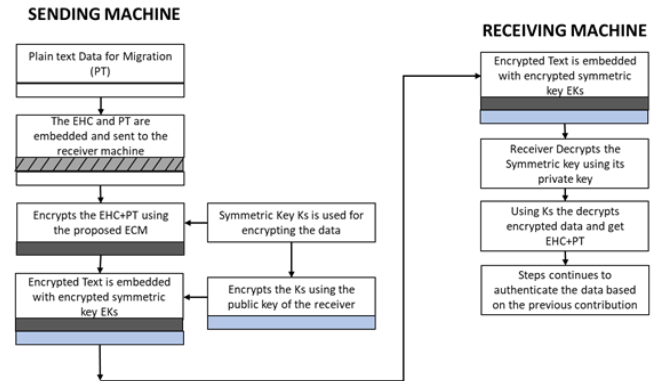 SENDING MACHINE
Plain text Data for Migration
(PT)
The EHC and PT are
embedded and sent to the
receiver machine
Encrypts the EHC+PT using
the proposed ECM
Symmetric Key Ks is used for
encrypting the data
Encrypted Text is embedded
with encrypted symmetric
key EKs
Encrypts the Ks using the
public key of the receiver
RECEIVING MACHINE
Encrypted Text is embedded
with encrypted symmetric
key EKs
Receiver Decrypts the
Symmetric key using its
private key
Using Ks the decrypts
encrypted data and get
EHC+PT
Steps continues to
authenticate the data based
on the previous contribution